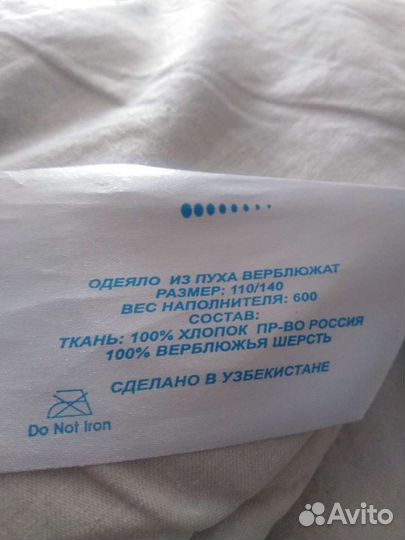 ОДЕЯЛО ИЗ ПУХА ВЕРБЛЮЖАТ
РАЗМЕР: 110/140
ВЕС НАПОЛНИТЕЛЯ: 600
СОСТАВ:
ТКАНЬ: 100% ХЛОПОК ПР-ВО РОССИЯ
100% ВЕРБЛЮЖЬЯ ШЕРСТЬ
СДЕЛАНО В УЗБЕКИСТАНЕ
Do Not Iron
Avito